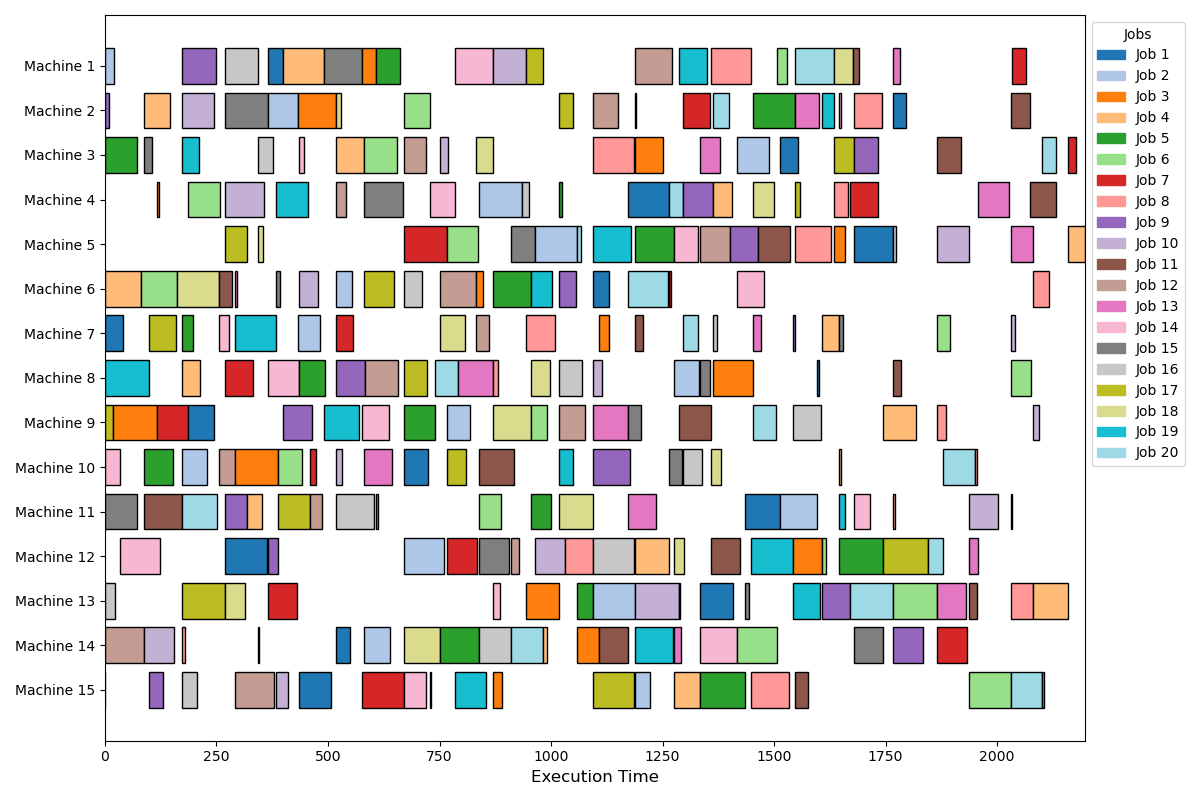 Machine 1
Machine 2
Machine 3
Machine 4
Machine 5
Machine 6
Machine 7
Machine 8
Machine 9
Machine 10
Machine 11
Machine 12
Machine 13
Machine 14
Machine 15
0 250 500 750 1000 1250 1500 1750 2000
Execution Time
Jobs
Job 1
Job 2
Job 3
Job 4
Job 5
Job 6
Job 7
Job 8
Job 9
Job 10
Job 11
Job 12
Job 13
Job 14
Job 15
Job 16
Job 17
Job 18
Job 19
Job 20